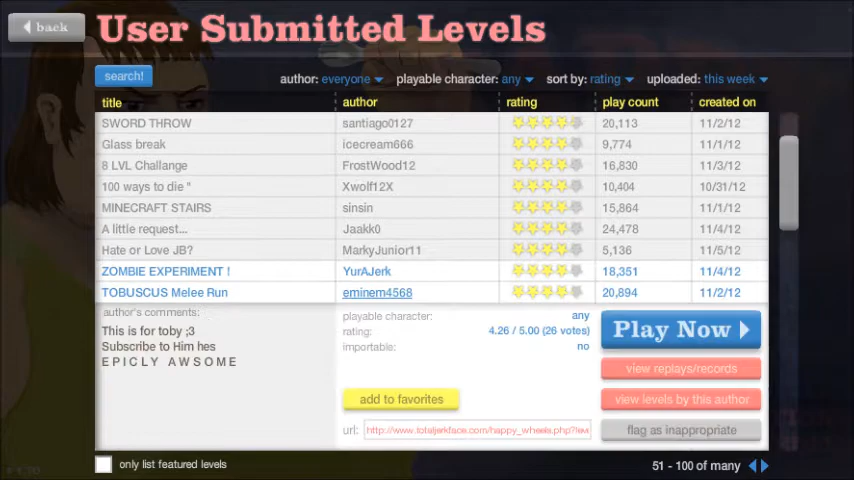 back
User Submitted Levels
search!
author: everyone
playable character: any
sort by: rating
uploaded: this week
title author rating play count created on
SWORD THROW santiago0127 20,113 11/2/12
Glass break icecream666 9,774 11/1/12
8 LVL Challange FrostWood12 16,830 11/3/12
100 ways to die " Xwolf12X 10,404 10/31/12
MINECRAFT STAIRS sinsin 15,864 11/1/12
A little request... Jaakk0 24,478 11/4/12
Hate or Love JB? MarkyJunior11 5,136 11/5/12
ZOMBIE EXPERIMENT ! YurAJerk 18,351 11/4/12
TOBUSCUS Melee Run eminem4568 20,894 11/2/12
author's comments:
This is for toby ;3
Subscribe to Him hes
E P I C L Y A W S O M E
playable character: any
rating: 4.26 / 5.00 (26 votes)
importable: no
add to favorites
url: http://www.totaljerkface.com/happy_wheels.php?leve
Play Now
view replays/records
view levels by this author
flag as inappropriate
only list featured levels
51 - 100 of many